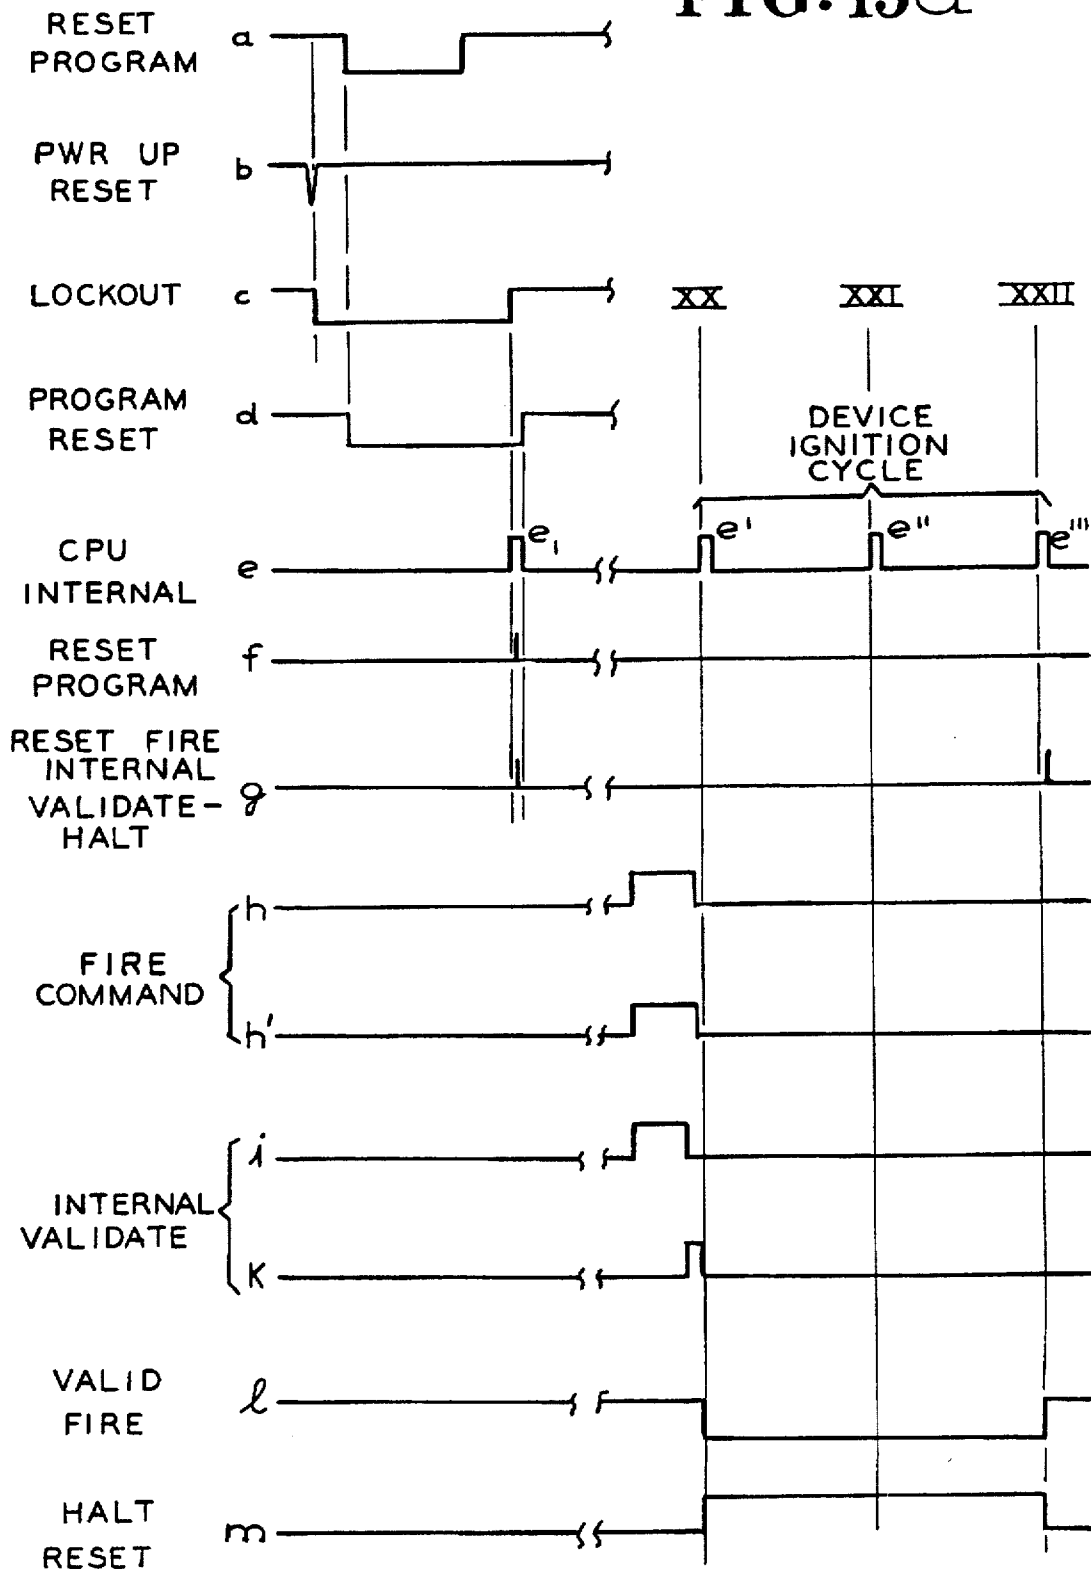 FIG. 15a
RESET
PROGRAM
a
PWR UP
RESET
b
LOCKOUT
c
XX
XXI
XXII
PROGRAM
RESET
d
DEVICE
IGNITION
CYCLE
CPU
INTERNAL
e
e₁
e'
e''
e'''
RESET
PROGRAM
f
RESET FIRE
INTERNAL
VALIDATE-
HALT
g
FIRE
COMMAND
h
h'
INTERNAL
VALIDATE
i
K
VALID
FIRE
l
HALT
RESET
m